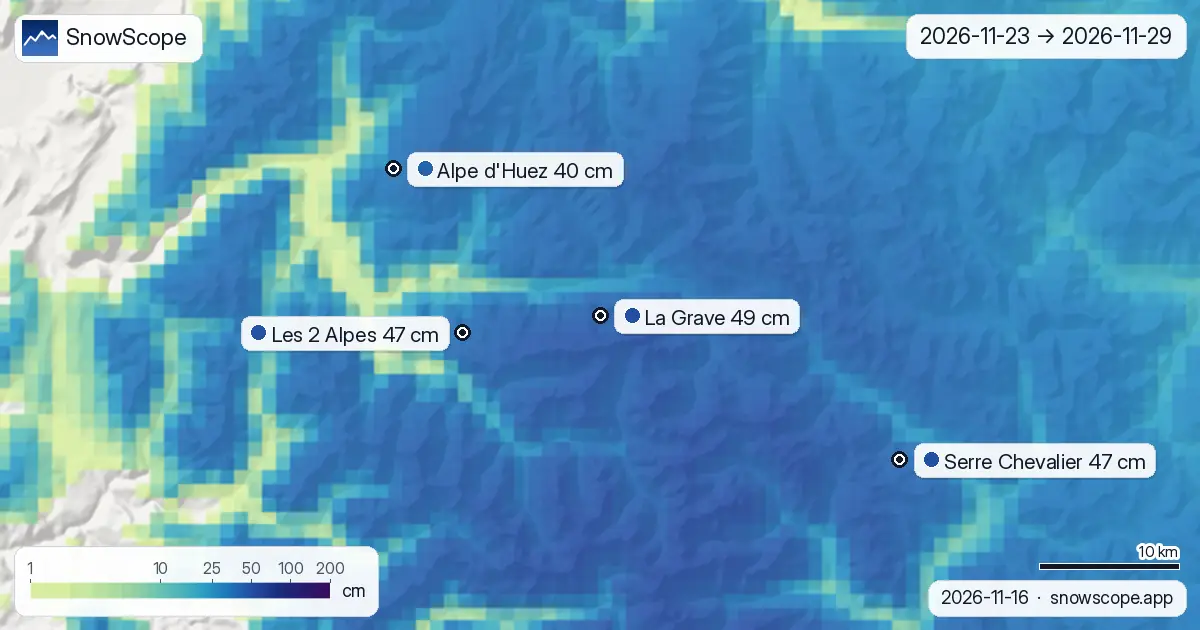 SnowScope
2026-11-23 → 2026-11-29
Alpe d'Huez 40 cm
La Grave 49 cm
Les 2 Alpes 47 cm
Serre Chevalier 47 cm
1 10 25 50 100 200
cm
10 km
2026-11-16 · snowscope.app